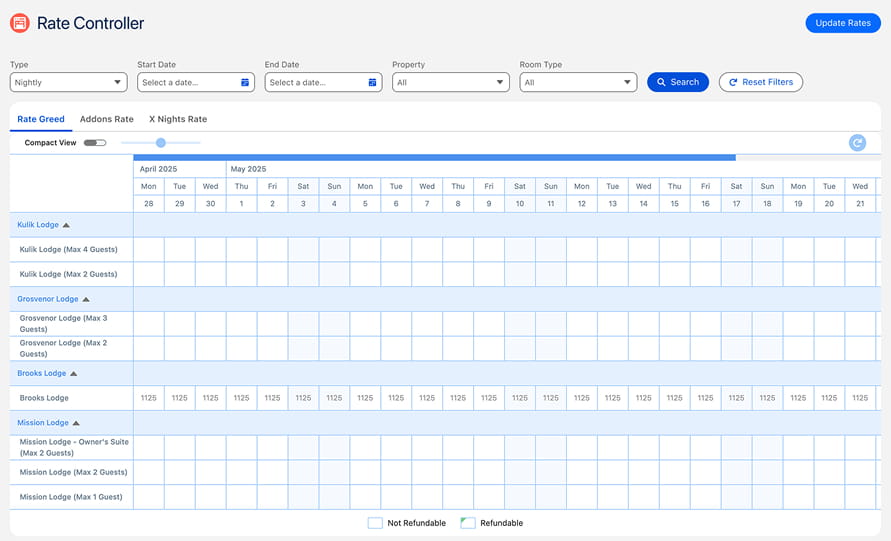 Rate Controller
Update Rates
Type
Start Date
End Date
Property
Room Type
Nightly
Select a date...
Select a date...
All
All
Search
Reset Filters
Rate Greed
Addons Rate
X Nights Rate
Compact View
April 2025
May 2025
Mon Tue Wed Thu Fri Sat Sun Mon Tue Wed Thu Fri Sat Sun Mon Tue Wed Thu Fri Sat Sun Mon Tue Wed
28 29 30 1 2 3 4 5 6 7 8 9 10 11 12 13 14 15 16 17 18 19 20 21
Kulik Lodge
Kulik Lodge (Max 4 Guests)
Kulik Lodge (Max 2 Guests)
Grosvenor Lodge
Grosvenor Lodge (Max 3
Guests)
Grosvenor Lodge (Max 2
Guests)
Brooks Lodge
Brooks Lodge 1125 1125 1125 1125 1125 1125 1125 1125 1125 1125 1125 1125 1125 1125 1125 1125 1125 1125 1125 1125 1125 1125 1125 1125
Mission Lodge
Mission Lodge - Owner's Suite
(Max 2 Guests)
Mission Lodge (Max 2 Guests)
Mission Lodge (Max 1 Guest)
Not Refundable
Refundable